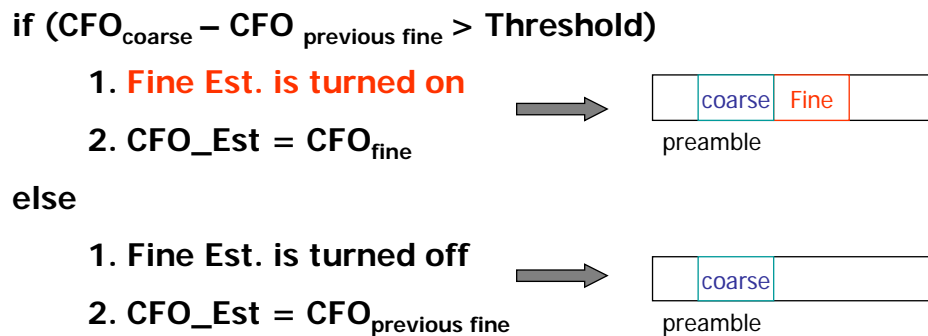 if (CFOcoarse – CFO previous fine > Threshold)
1. Fine Est. is turned on
coarse Fine
2. CFO_Est = CFOfine
preamble
else
1. Fine Est. is turned off
coarse
2. CFO_Est = CFOprevious fine
preamble